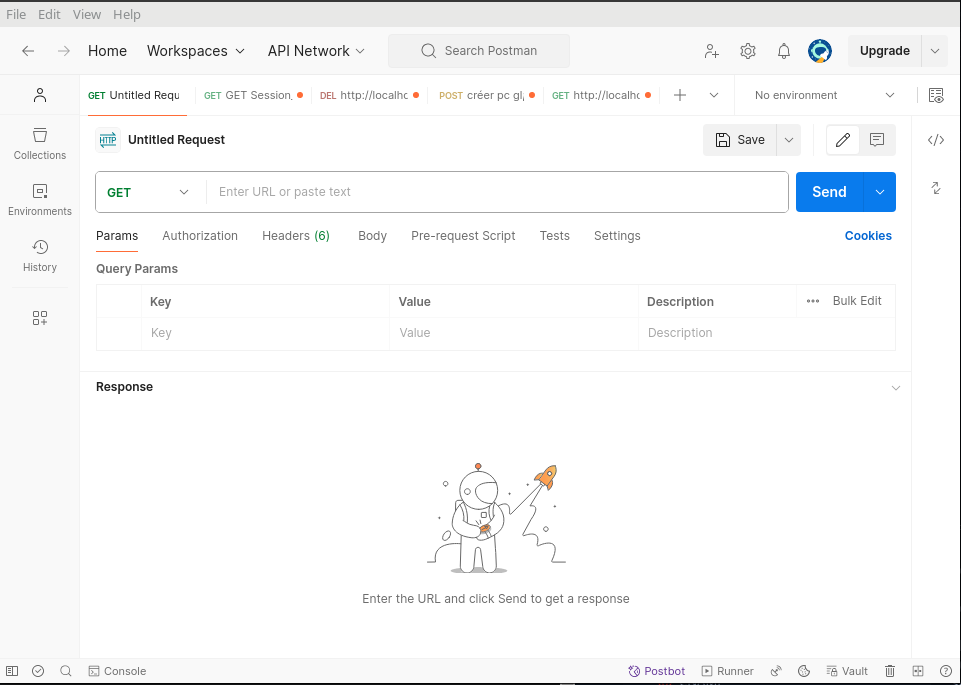 File Edit View Help
Home Workspaces API Network Search Postman Upgrade
GET Untitled Requ GET GET Session DEL http://localhc POST créer pc gl GET http://localhc No environment
HTTP Untitled Request Save
GET Enter URL or paste text Send
Params Authorization Headers (6) Body Pre-request Script Tests Settings Cookies
Query Params
Key Value Description Bulk Edit
Key Value Description
Collections
Environments
History
Response
Enter the URL and click Send to get a response
Console Postbot Runner Vault